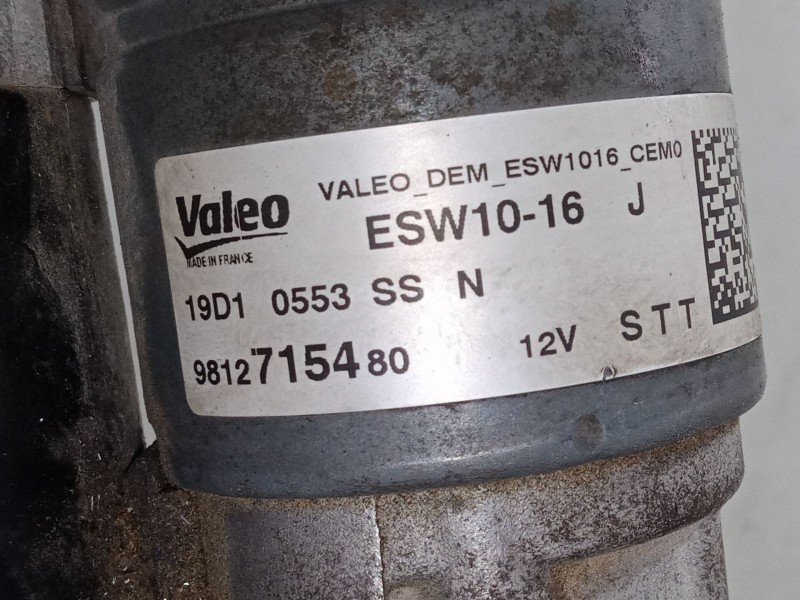 VALEO_DEM_ESW1016_CEMO
Valeo ESW10-16 J
MADE IN FRANCE
19D1 0553 SS N
9812715480 12V STT